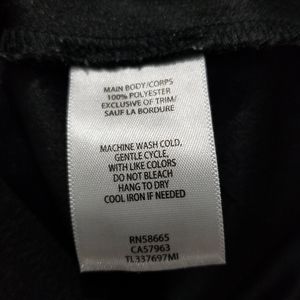 MAIN BODY/CORPS
100% POLYESTER
EXCLUSIVE OF TRIM/
SAUF LA BORDURE
MACHINE WASH COLD,
GENTLE CYCLE,
WITH LIKE COLORS
DO NOT BLEACH
HANG TO DRY
COOL IRON IF NEEDED
RN58665
CA57963
TL337697MI